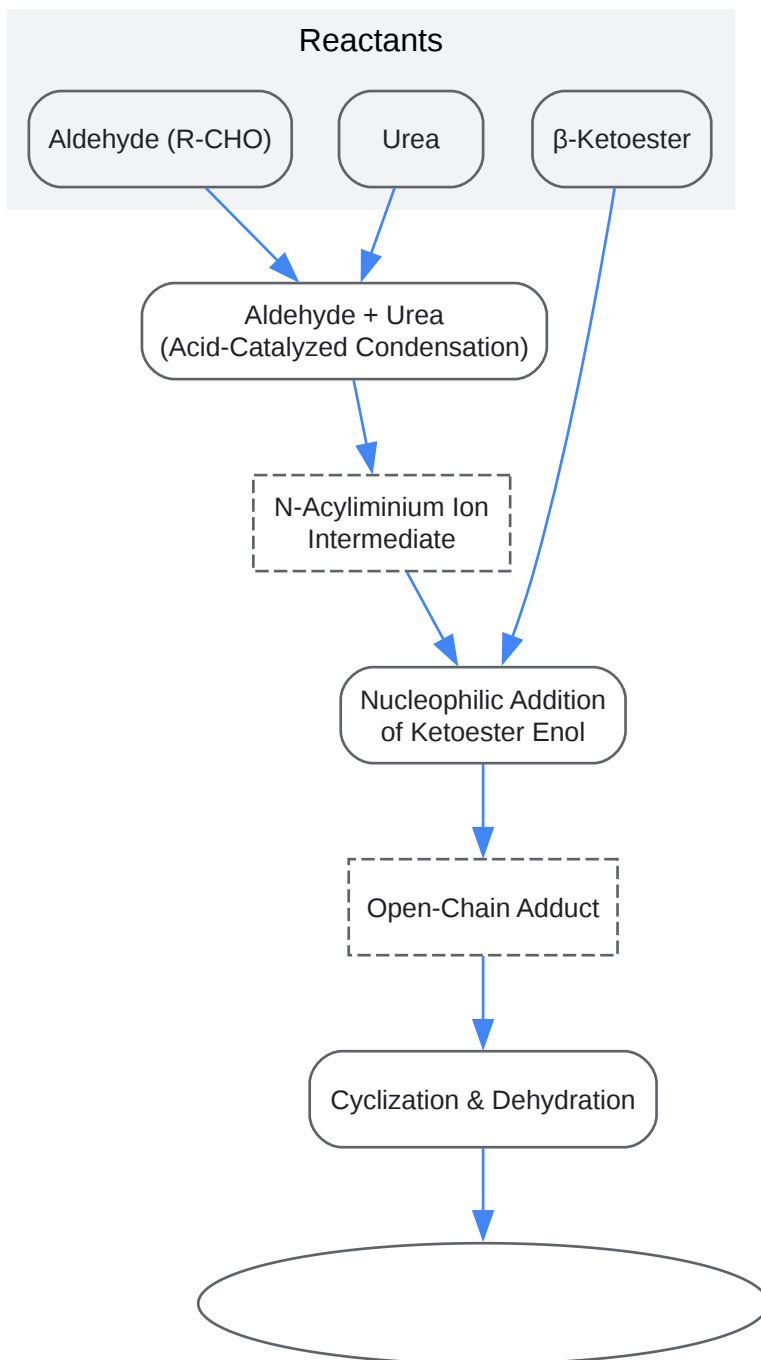 Reactants
Aldehyde (R-CHO)
Urea
β-Ketoester
Aldehyde + Urea
(Acid-Catalyzed Condensation)
N-Acyliminium Ion
Intermediate
Nucleophilic Addition
of Ketoester Enol
Open-Chain Adduct
Cyclization & Dehydration